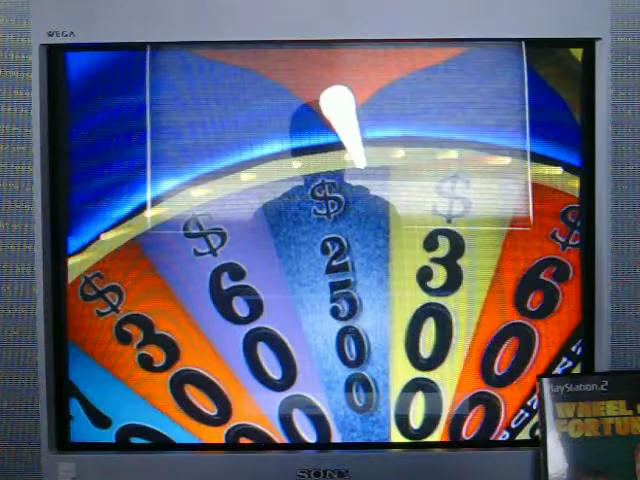 WEGA
$300
$600
$2500
$300
$600
SONY
PlayStation 2
WHEEL OF
FORTUNE